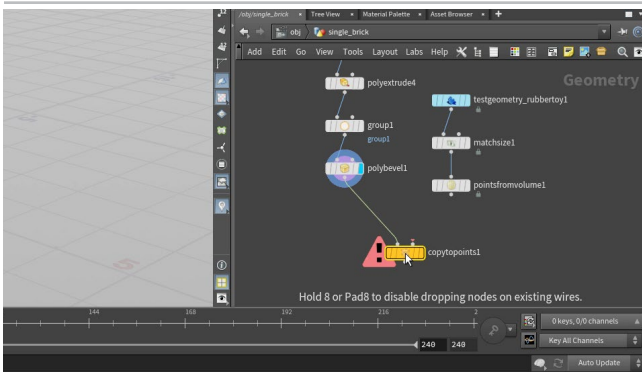 /obj/single_brick
Tree View
Material Palette
Asset Browser
obj
single_brick
Add Edit Go View Tools Layout Labs Help
Geometry
polyextrude4
testgeometry_rubbertoy1
group1
group1
matchsize1
polybevel1
pointsfromvolume1
copytopoints1
Hold 8 or Pad8 to disable dropping nodes on existing wires.
144 168 192 216 2
240 240
0 keys, 0/0 channels
Key All Channels
Auto Update